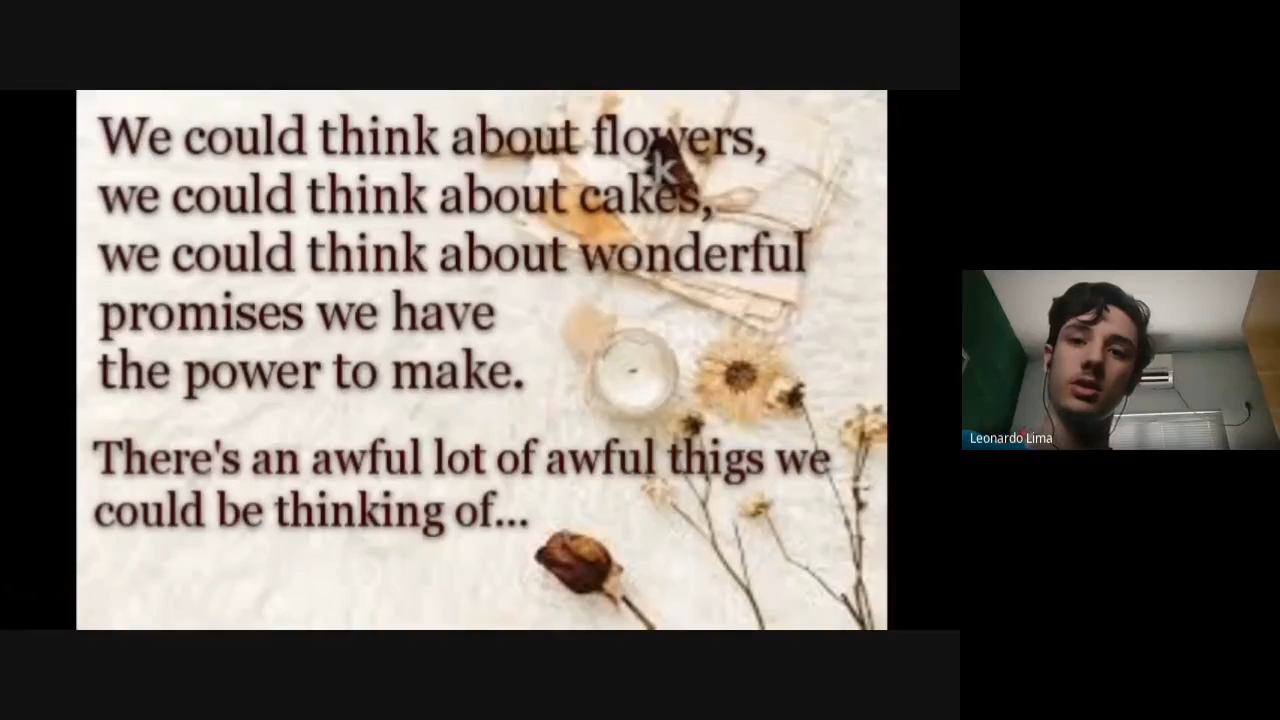 We could think about flowers,
we could think about cakes,
we could think about wonderful
promises we have
the power to make.
There's an awful lot of awful thigs we
could be thinking of...
k
Leonardo Lima